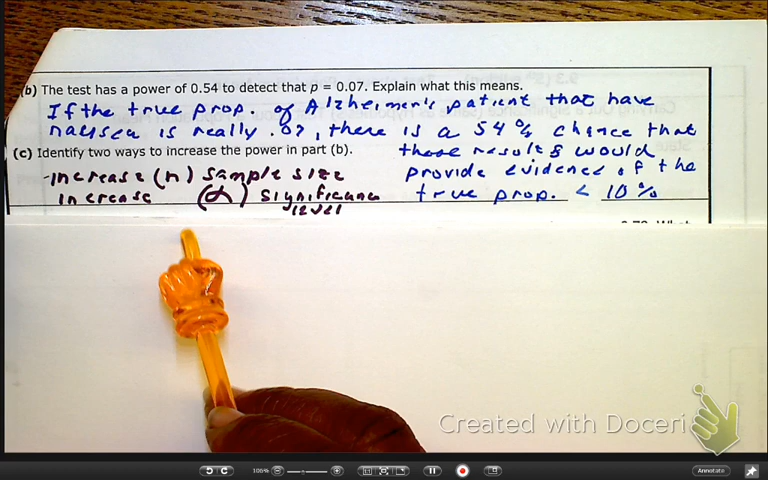 (b) The test has a power of 0.54 to detect that p = 0.07. Explain what this means.
If the true prop. of Alzheimer's patient that have
nausea is really .07, there is a 54% chance that
(c) Identify two ways to increase the power in part (b).
these results would
-increase (n) sample size
provide evidence of the
increase (α) significance
level
true prop. < 10%
Created with Doceri
106%
Annotate